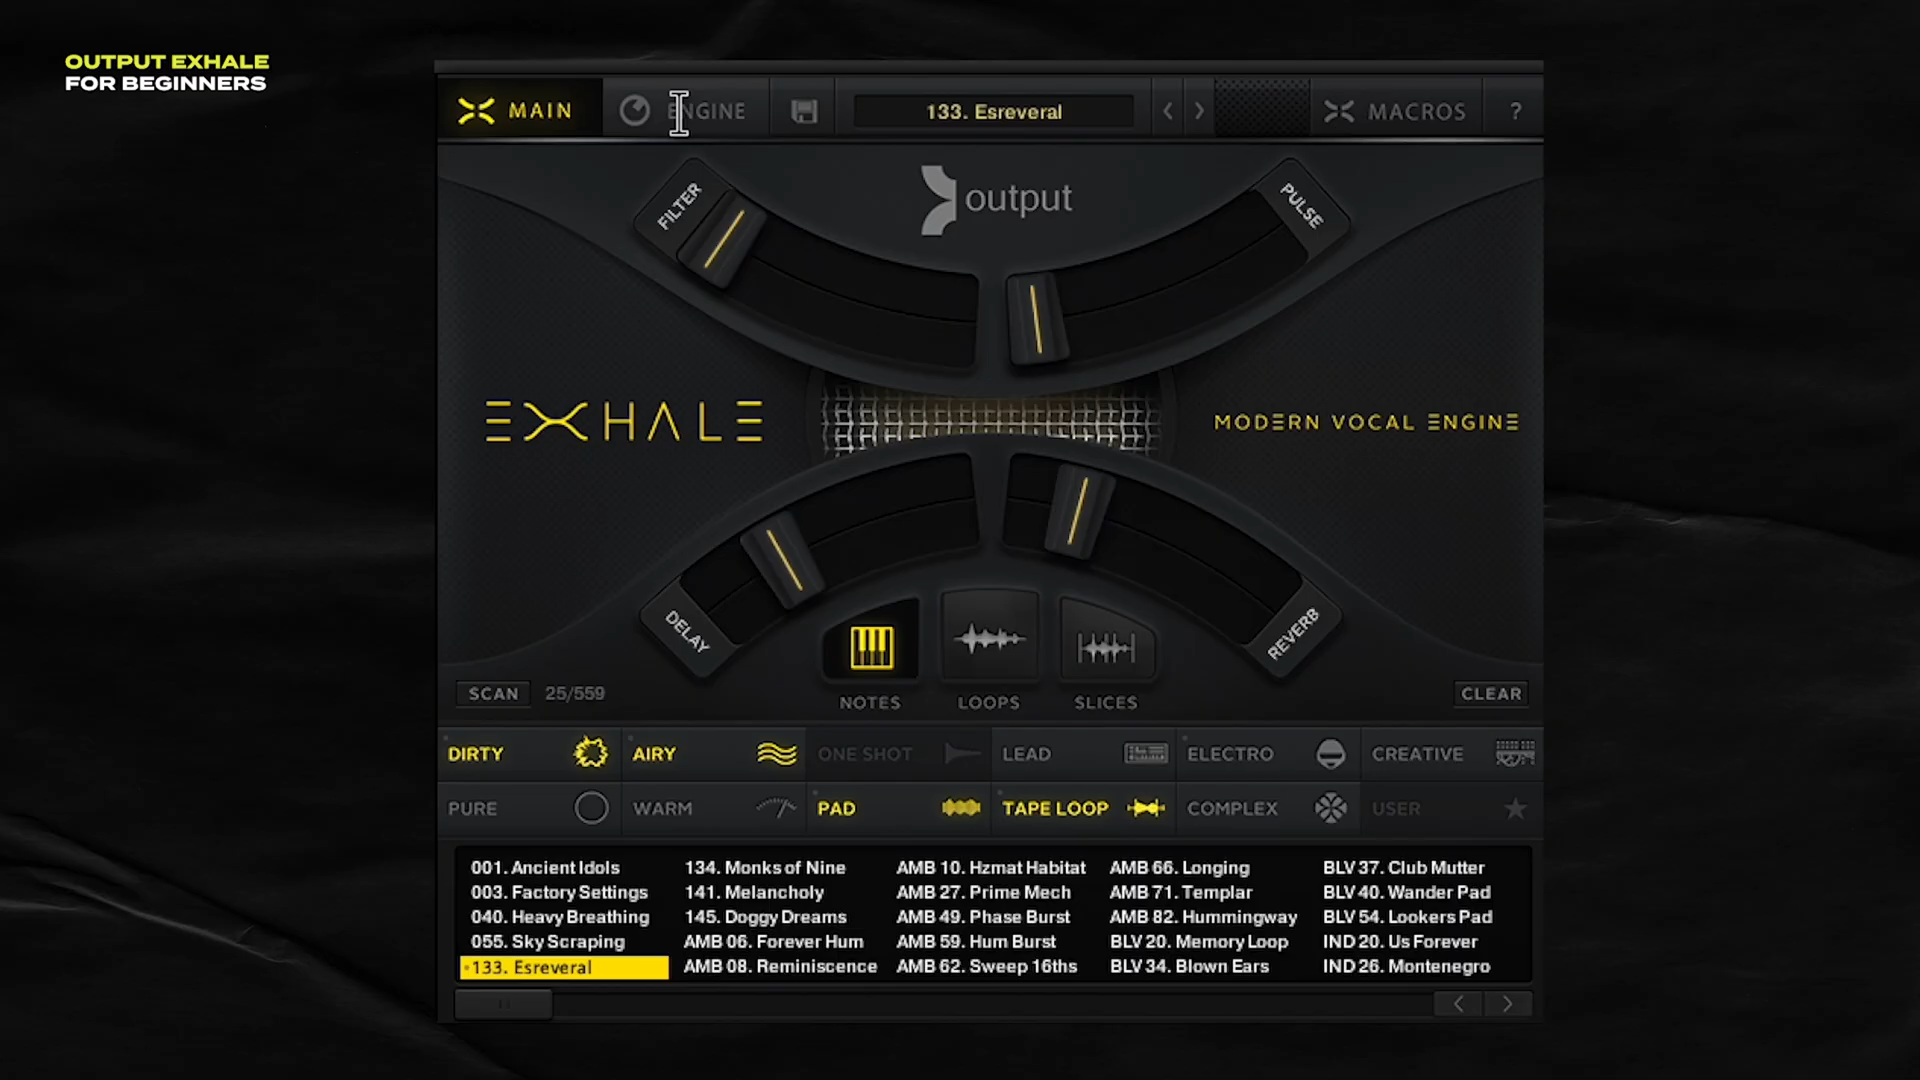 OUTPUT EXHALE
FOR BEGINNERS
MAIN
ENGINE
133. Esreveral
< >
MACROS
?
FILTER
output
PULSE
EXHALE
MODERN VOCAL ENGINE
DELAY
REVERB
NOTES
LOOPS
SLICES
SCAN 25/559
CLEAR
DIRTY AIRY ONE SHOT LEAD ELECTRO CREATIVE
PURE WARM PAD TAPE LOOP COMPLEX USER
001. Ancient Idols 134. Monks of Nine AMB 10. Hzmat Habitat AMB 66. Longing BLV 37. Club Mutter
003. Factory Settings 141. Melancholy AMB 27. Prime Mech AMB 71. Templar BLV 40. Wander Pad
040. Heavy Breathing 145. Doggy Dreams AMB 49. Phase Burst AMB 82. Hummingway BLV 54. Lookers Pad
055. Sky Scraping AMB 06. Forever Hum AMB 59. Hum Burst BLV 20. Memory Loop IND 20. Us Forever
133. Esreveral AMB 08. Reminiscence AMB 62. Sweep 16ths BLV 34. Blown Ears IND 26. Montenegro
< >